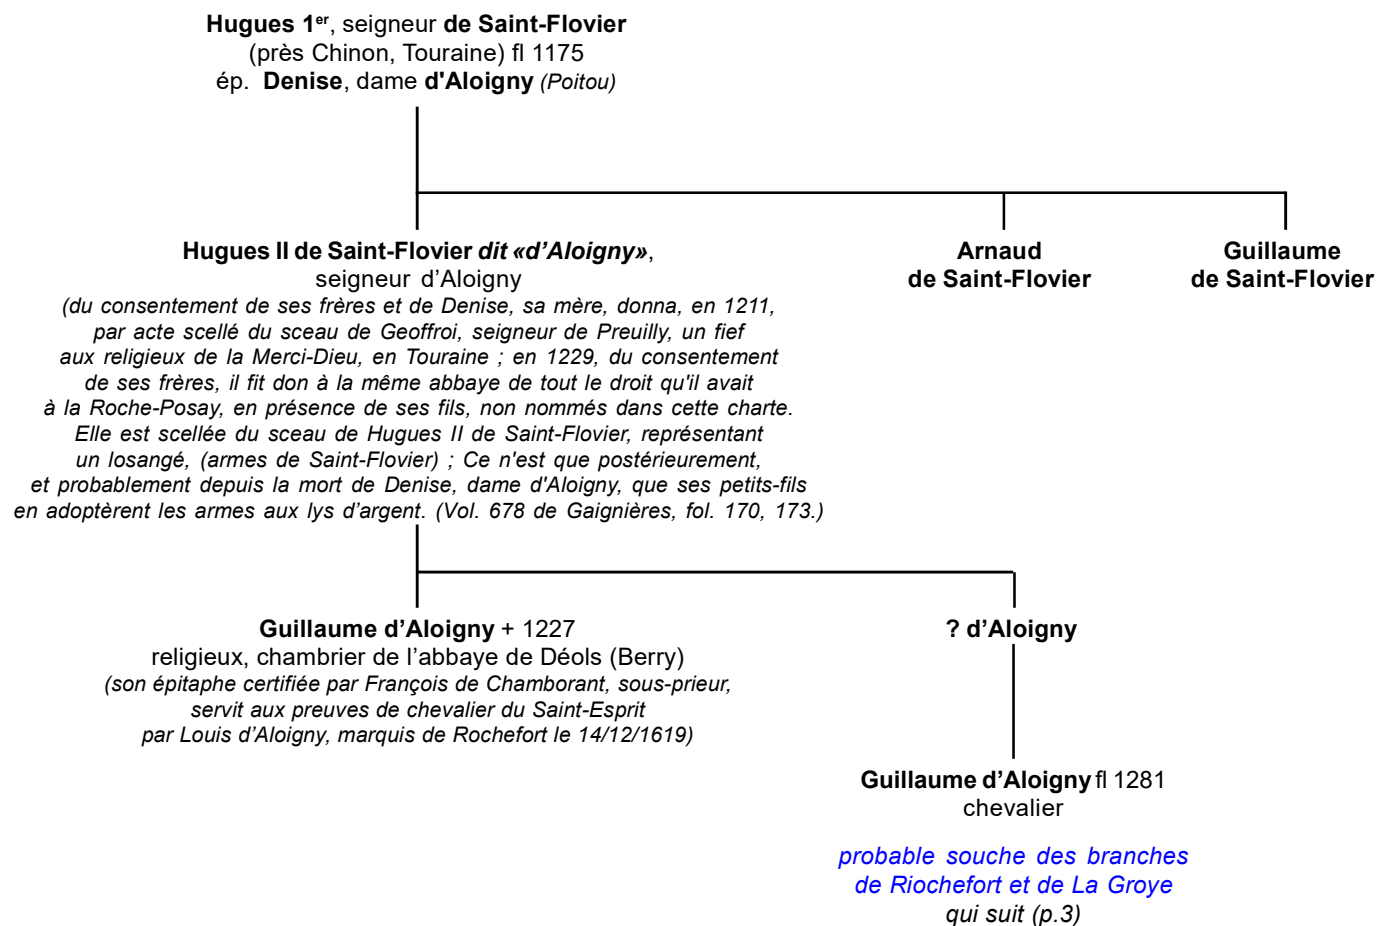 Hugues 1er, seigneur de Saint-Flovier
(près Chinon, Touraine) fl 1175
ép. Denise, dame d'Aloigny (Poitou)
Hugues II de Saint-Flovier dit «d’Aloigny»,
seigneur d’Aloigny
(du consentement de ses frères et de Denise, sa mère, donna, en 1211,
par acte scellé du sceau de Geoffroi, seigneur de Preuilly, un fief
aux religieux de la Merci-Dieu, en Touraine ; en 1229, du consentement
de ses frères, il fit don à la même abbaye de tout le droit qu'il avait
à la Roche-Posay, en présence de ses fils, non nommés dans cette charte.
Elle est scellée du sceau de Hugues II de Saint-Flovier, représentant
un losangé, (armes de Saint-Flovier) ; Ce n'est que postérieurement,
et probablement depuis la mort de Denise, dame d'Aloigny, que ses petits-fils
en adoptèrent les armes aux lys d’argent. (Vol. 678 de Gaignières, fol. 170, 173.)
Arnaud
de Saint-Flovier
Guillaume
de Saint-Flovier
Guillaume d’Aloigny + 1227
religieux, chambrier de l’abbaye de Déols (Berry)
(son épitaphe certifiée par François de Chamborant, sous-prieur,
servit aux preuves de chevalier du Saint-Esprit
par Louis d’Aloigny, marquis de Rochefort le 14/12/1619)
? d’Aloigny
Guillaume d’Aloigny fl 1281
chevalier
probable souche des branches
de Riochefort et de La Groye
qui suit (p.3)